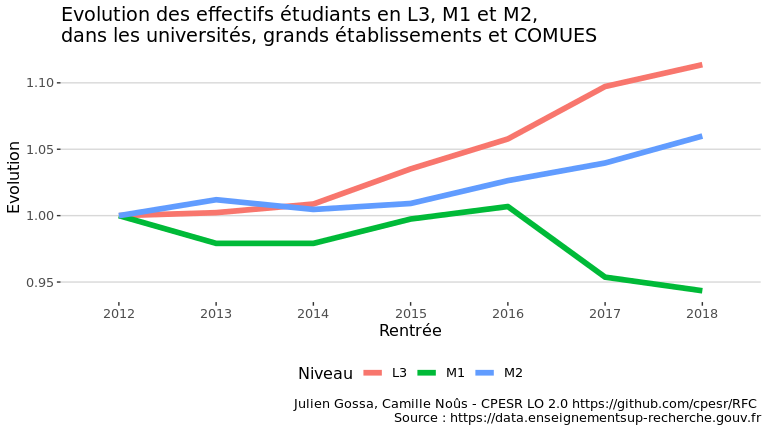 Evolution des effectifs étudiants en L3, M1 et M2,
dans les universités, grands établissements et COMUES
Evolution
1.10
1.05
1.00
0.95
2012 2013 2014 2015 2016 2017 2018
Rentrée
Niveau L3 M1 M2
Julien Gossa, Camille Noûs - CPESR LO 2.0 https://github.com/cpesr/RFC
Source : https://data.enseignementsup-recherche.gouv.fr